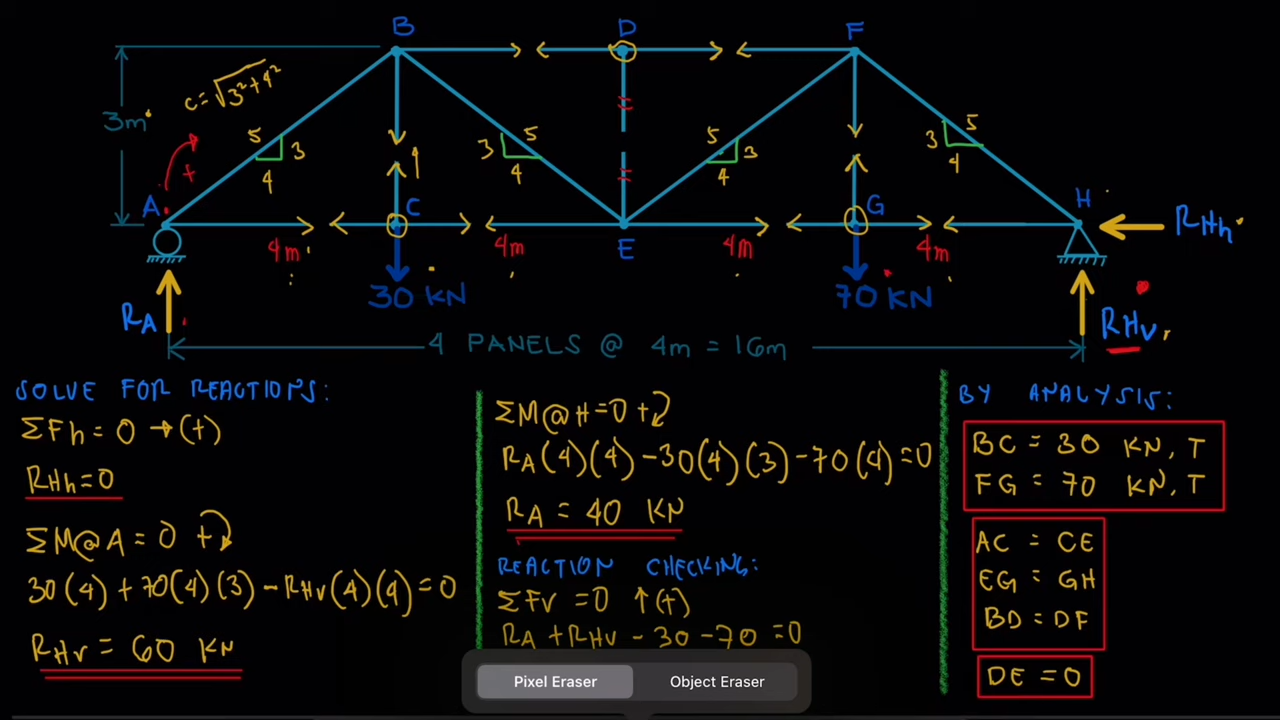 B
D
F
c = √3²+4²
3m
5
3
4
5
3
4
5
3
4
5
3
4
+
A
C
E
G
H
RHh
4m
4m
4m
4m
30 KN
70 KN
RA
RHv
4 PANELS @ 4m = 16m
SOLVE FOR REACTIONS:
ΣFh = 0 → (+)
RHh = 0
ΣM@A = 0 +
30(4) + 70(4)(3) - RHv(4)(4) = 0
RHv = 60 KN
ΣM@H = 0 +
RA(4)(4) - 30(4)(3) - 70(4) = 0
RA = 40 KN
REACTION CHECKING:
ΣFv = 0 ↑(+)
RA + RHv - 30 - 70 = 0
BY ANALYSIS:
BC = 30 KN, T
FG = 70 KN, T
AC = CE
EG = GH
BD = DF
DE = 0
Pixel Eraser
Object Eraser